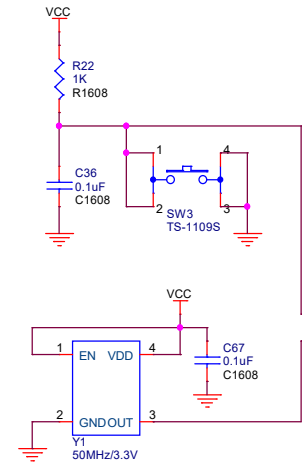 VCC
R22
1K
R1608
C36
0.1uF
C1608
1
4
2
3
SW3
TS-1109S
VCC
1
EN
VDD
4
C67
0.1uF
C1608
2
GND
OUT
3
Y1
50MHz/3.3V